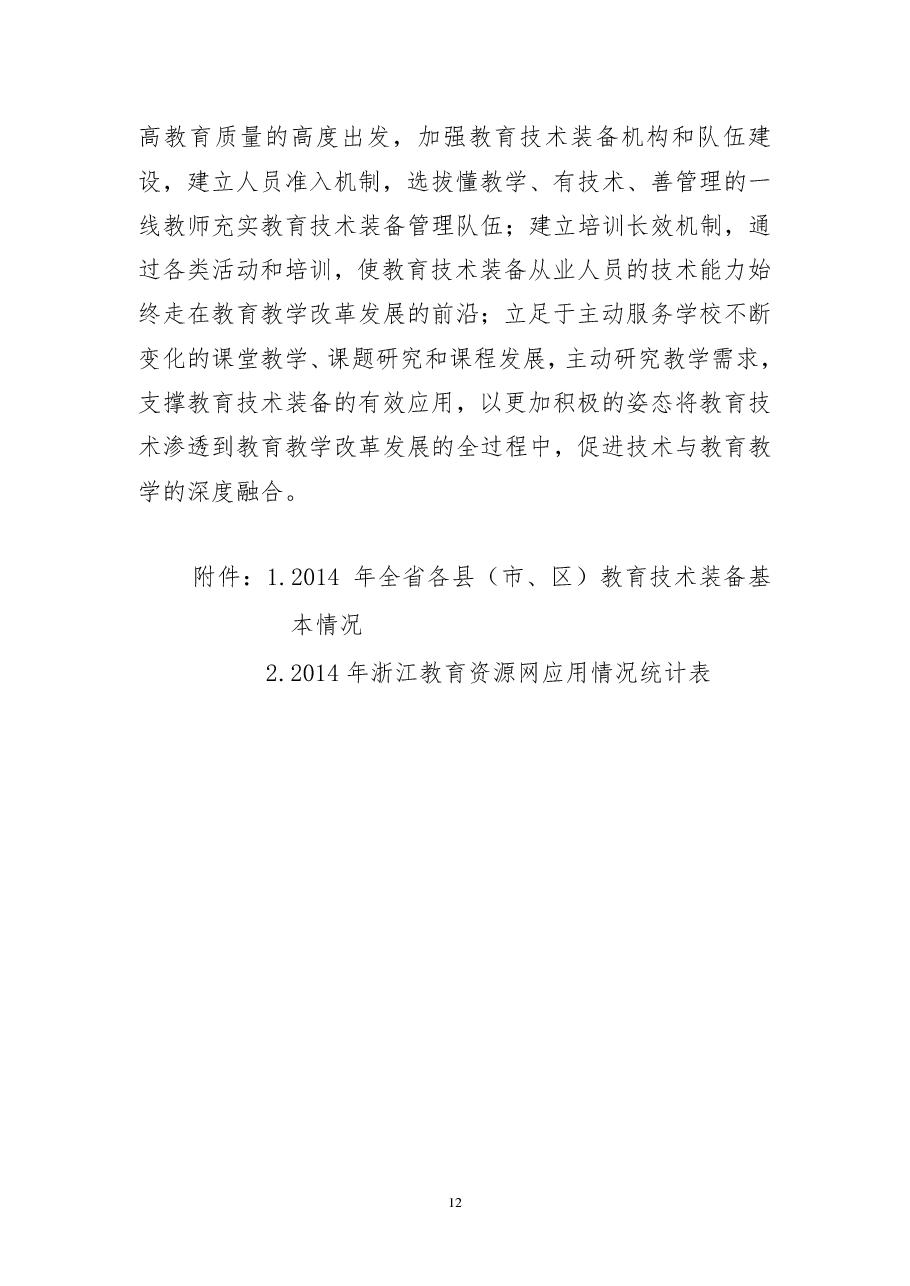 高教育质量的高度出发，加强教育技术装备机构和队伍建
设，建立人员准入机制，选拔懂教学、有技术、善管理的一
线教师充实教育技术装备管理队伍；建立培训长效机制，通
过各类活动和培训，使教育技术装备从业人员的技术能力始
终走在教育教学改革发展的前沿；立足于主动服务学校不断
变化的课堂教学、课题研究和课程发展，主动研究教学需求，
支撑教育技术装备的有效应用，以更加积极的姿态将教育技
术渗透到教育教学改革发展的全过程中，促进技术与教育教
学的深度融合。
附件：1.2014 年全省各县（市、区）教育技术装备基
本情况
2.2014年浙江教育资源网应用情况统计表
12